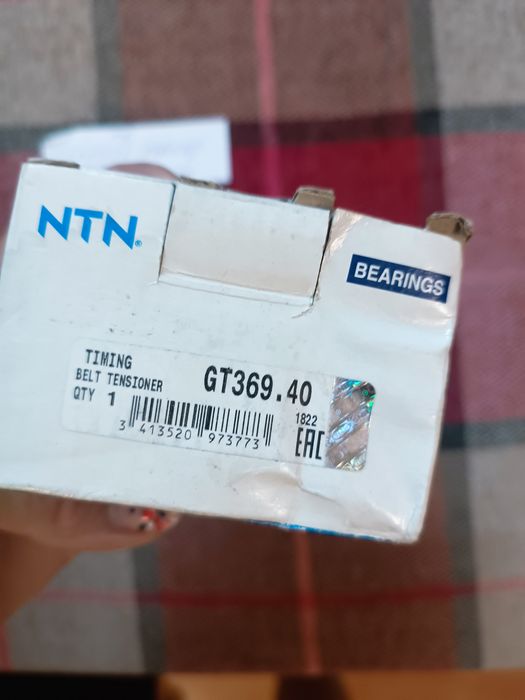 NTN®
BEARINGS
TIMING
BELT TENSIONER
GT369.40
QTY 1
3 413520 973773
1822
EAC